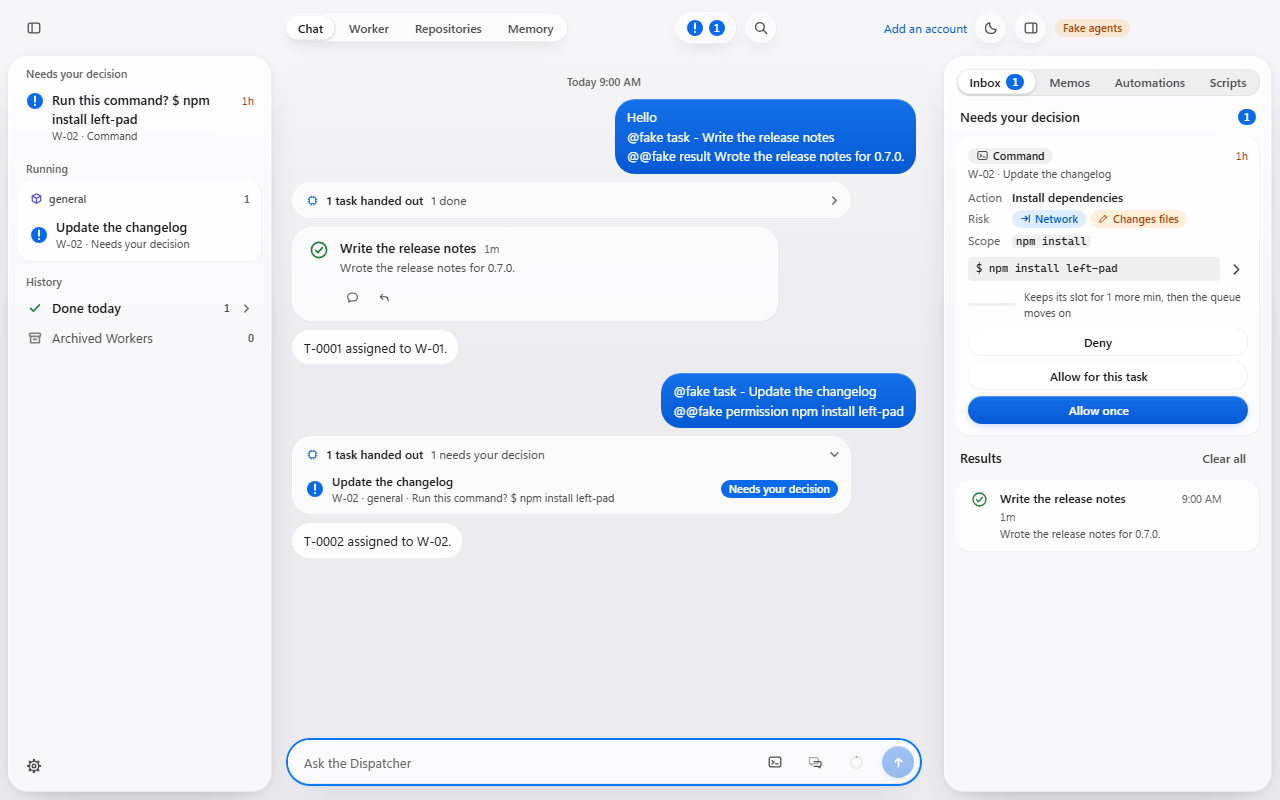 Chat
Worker
Repositories
Memory
1
Add an account
Fake agents
Needs your decision
Run this command? $ npm install left-pad
1h
W-02 · Command
Running
general
1
Update the changelog
W-02 · Needs your decision
History
Done today
1
Archived Workers
0
Today 9:00 AM
Hello
@fake task - Write the release notes
@@fake result Wrote the release notes for 0.7.0.
1 task handed out 1 done
Write the release notes 1m
Wrote the release notes for 0.7.0.
T-0001 assigned to W-01.
@fake task - Update the changelog
@@fake permission npm install left-pad
1 task handed out 1 needs your decision
Update the changelog
W-02 · general · Run this command? $ npm install left-pad
Needs your decision
T-0002 assigned to W-02.
Ask the Dispatcher
Inbox 1
Memos
Automations
Scripts
Needs your decision
1
Command
1h
W-02 · Update the changelog
Action Install dependencies
Risk Network Changes files
Scope npm install
$ npm install left-pad
Keeps its slot for 1 more min, then the queue
moves on
Deny
Allow for this task
Allow once
Results
Clear all
Write the release notes
9:00 AM
1m
Wrote the release notes for 0.7.0.